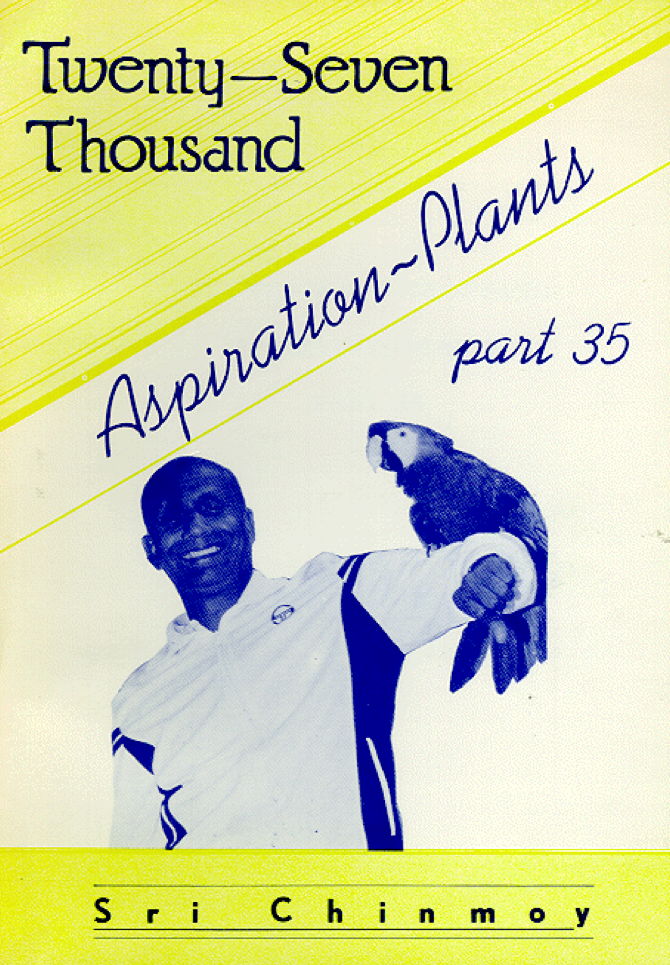 Twenty—Seven
Thousand
Aspiration~Plants
part 35
Sri Chinmoy